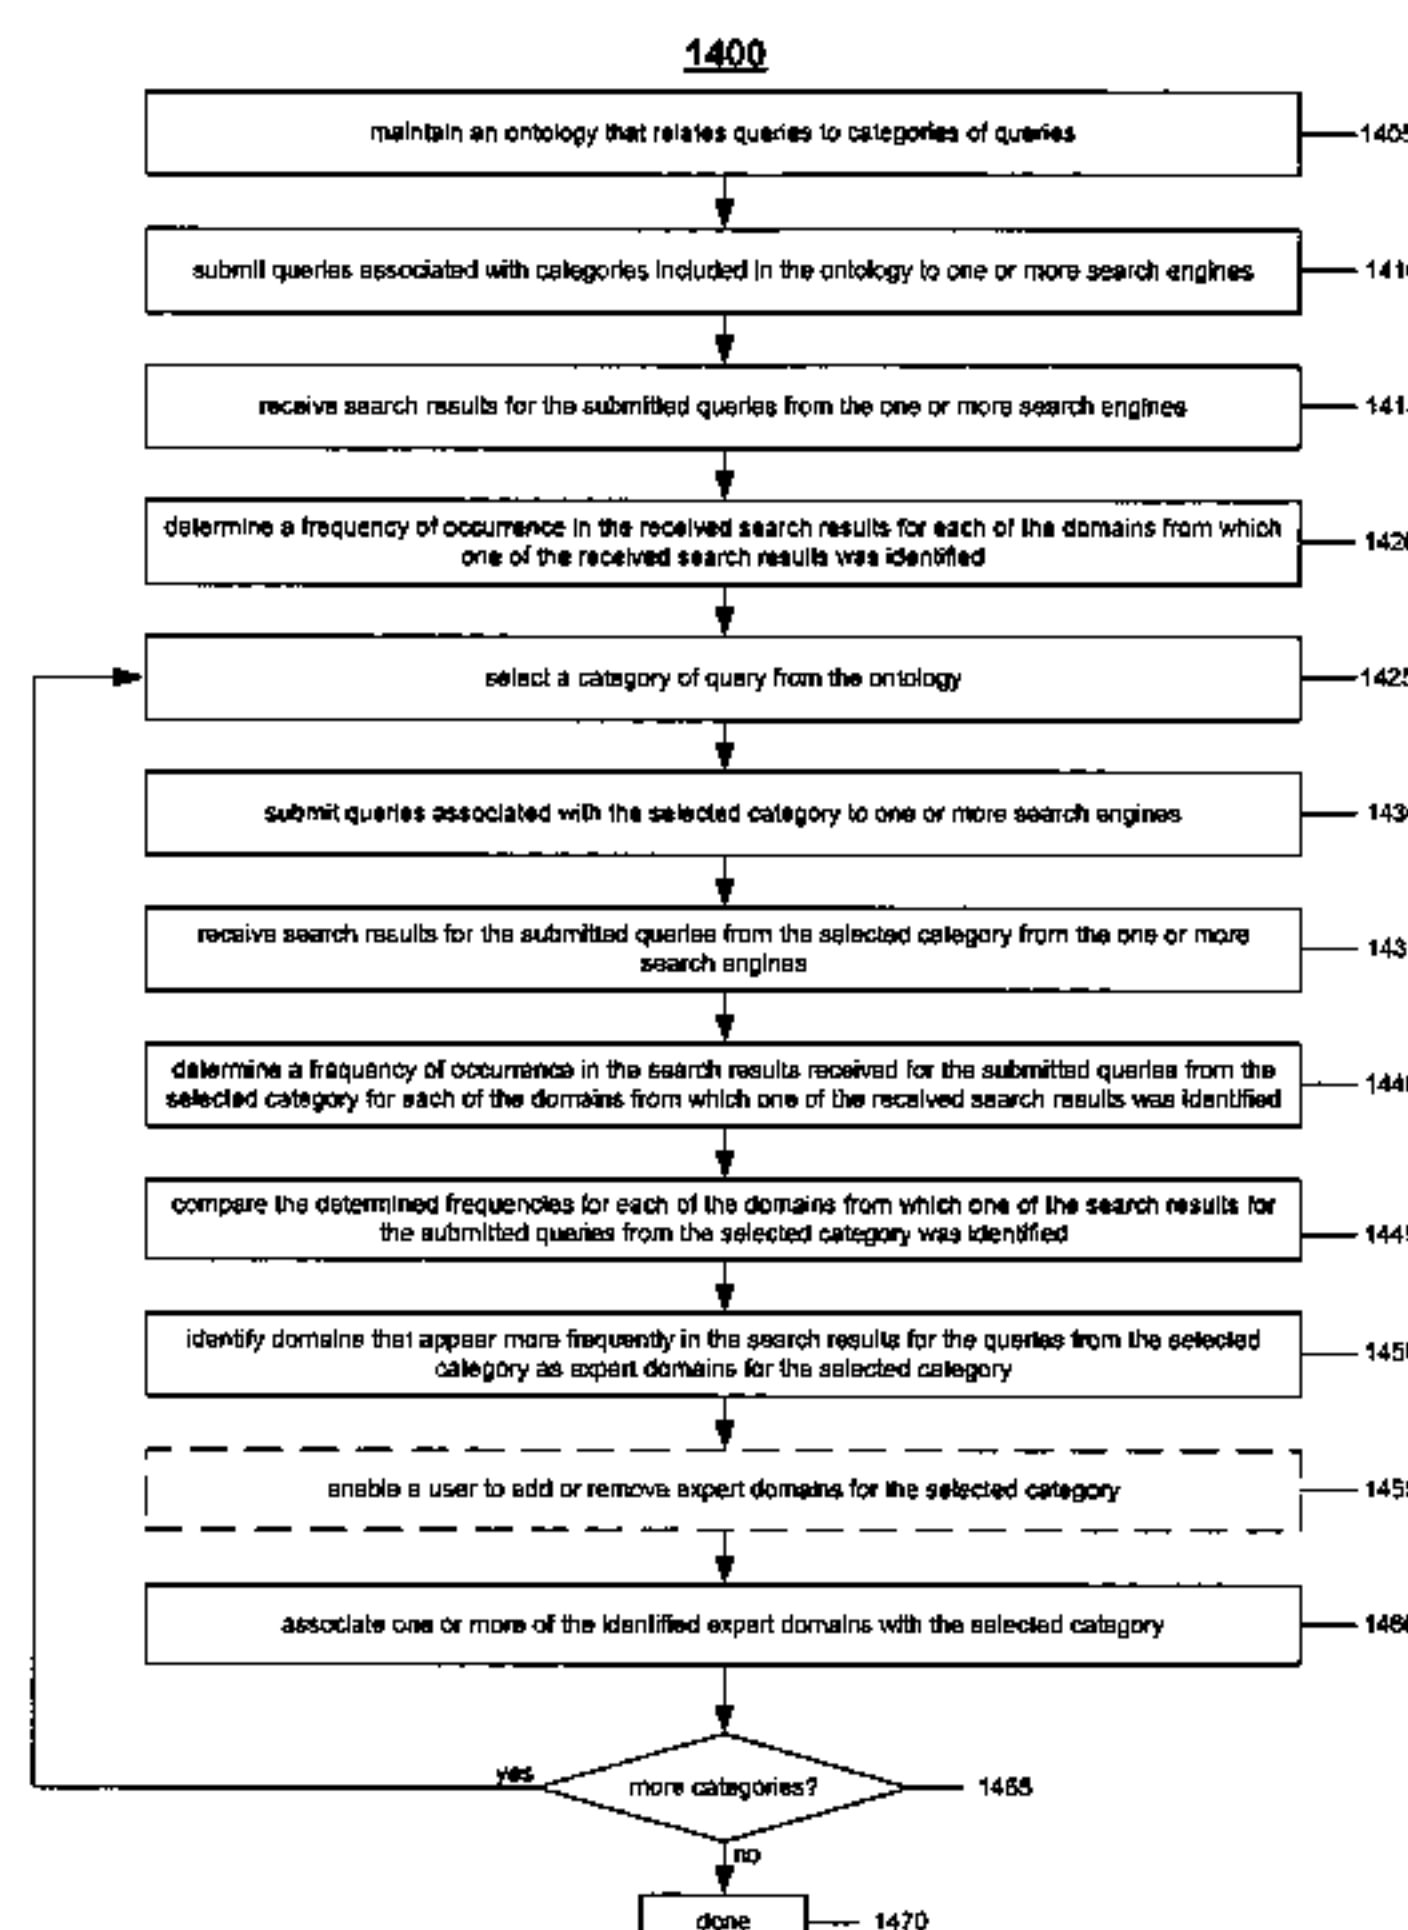 1400
maintain an ontology that relates queries to categories of queries
1405
submit queries associated with categories included in the ontology to one or more search engines
141
receive search results for the submitted queries from the one or more search engines
141
determine a frequency of occurrence in the received search results for each of the domains from which
one of the received search results was identified
1420
select a category of query from the ontology
1425
submit queries associated with the selected category to one or more search engines
143
receive search results for the submitted queries from the selected category from the one or more
search engines
143
determine a frequency of occurrence in the search results received for the submitted queries from the
selected category for each of the domains from which one of the received search results was identified
144
compare the determined frequencies for each of the domains from which one of the search results for
the submitted queries from the selected category was identified
1445
identify domains that appear more frequently in the search results for the queries from the selected
category as expert domains for the selected category
145
enable a user to add or remove expert domains for the selected category
1455
associate one or more of the identified expert domains with the selected category
1460
yes
more categories?
1465
no
done
1470